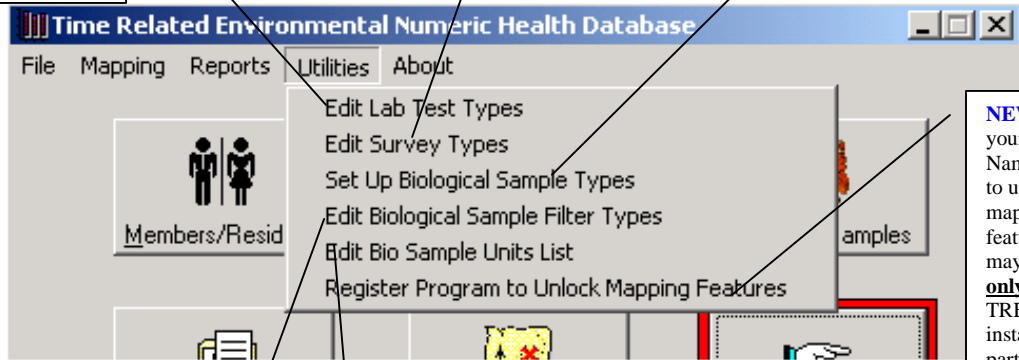 Time Related Environmental Numeric Health Database
File Mapping Reports Utilities About
Edit Lab Test Types
Edit Survey Types
Set Up Biological Sample Types
Edit Biological Sample Filter Types
Edit Bio Sample Units List
Register Program to Unlock Mapping Features
Members/Resid
amples
NEW
your
Nam
to u
map
feat
may
only
TRE
inst
part